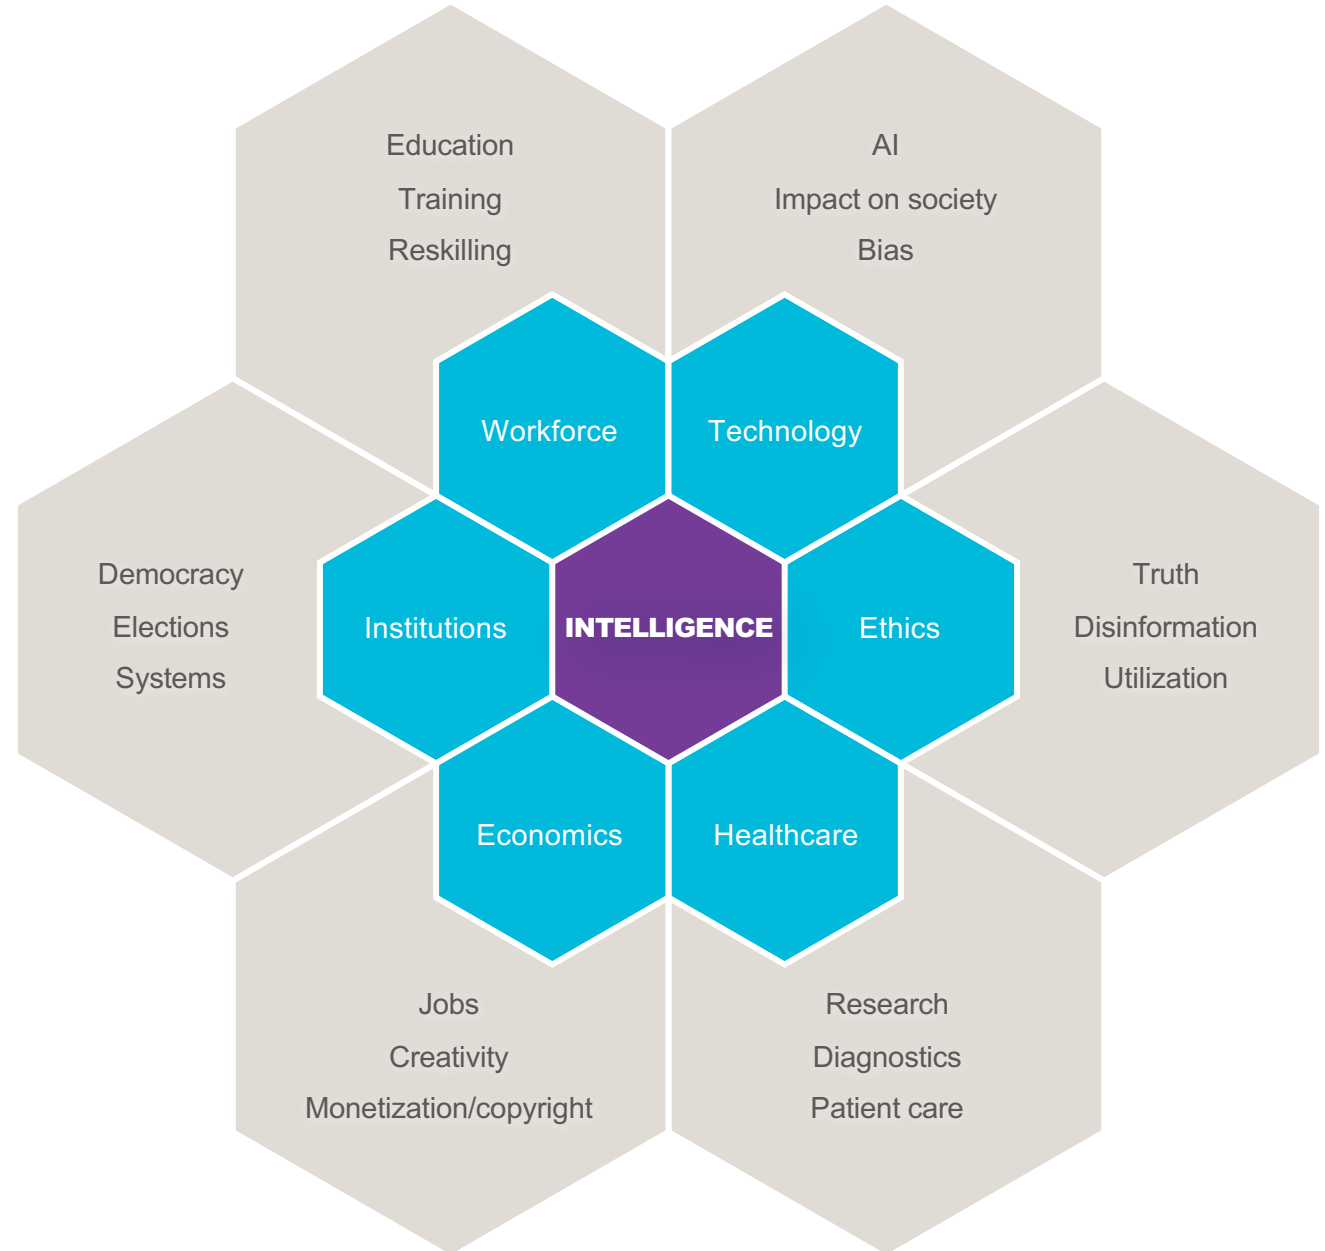 Education
Training
Reskilling
AI
Impact on society
Bias
Workforce
Technology
Democracy
Elections
Systems
Institutions
INTELLIGENCE
Ethics
Truth
Disinformation
Utilization
Economics
Healthcare
Jobs
Creativity
Monetization/copyright
Research
Diagnostics
Patient care